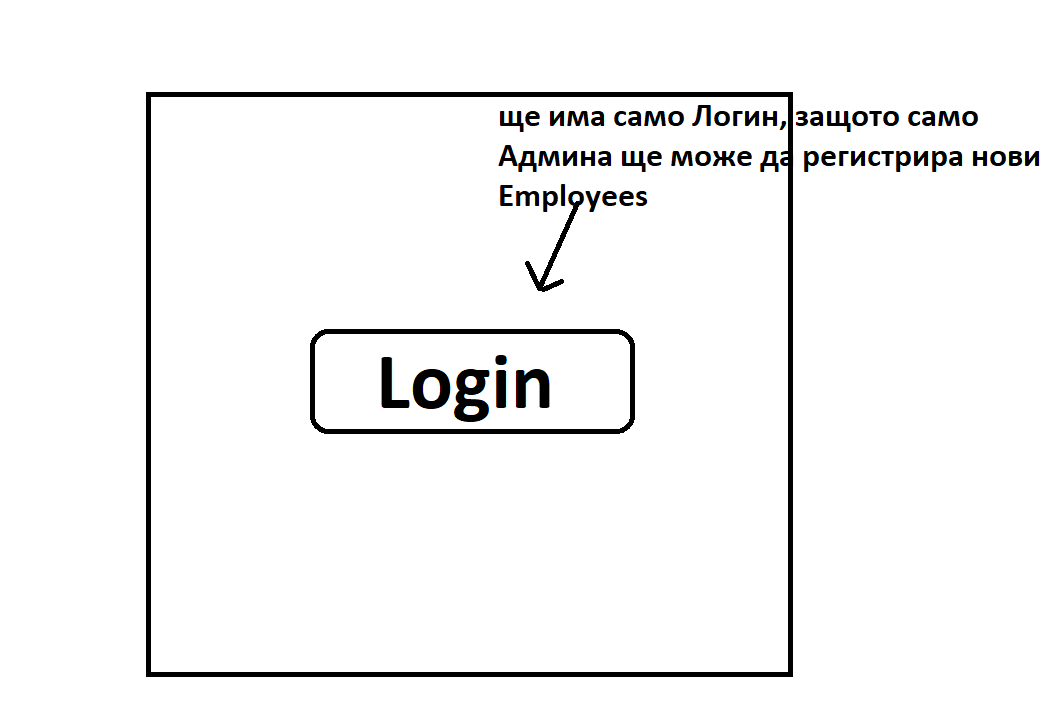 ще има само Логин, защото само
Админа ще може да регистрира нови
Employees
Login